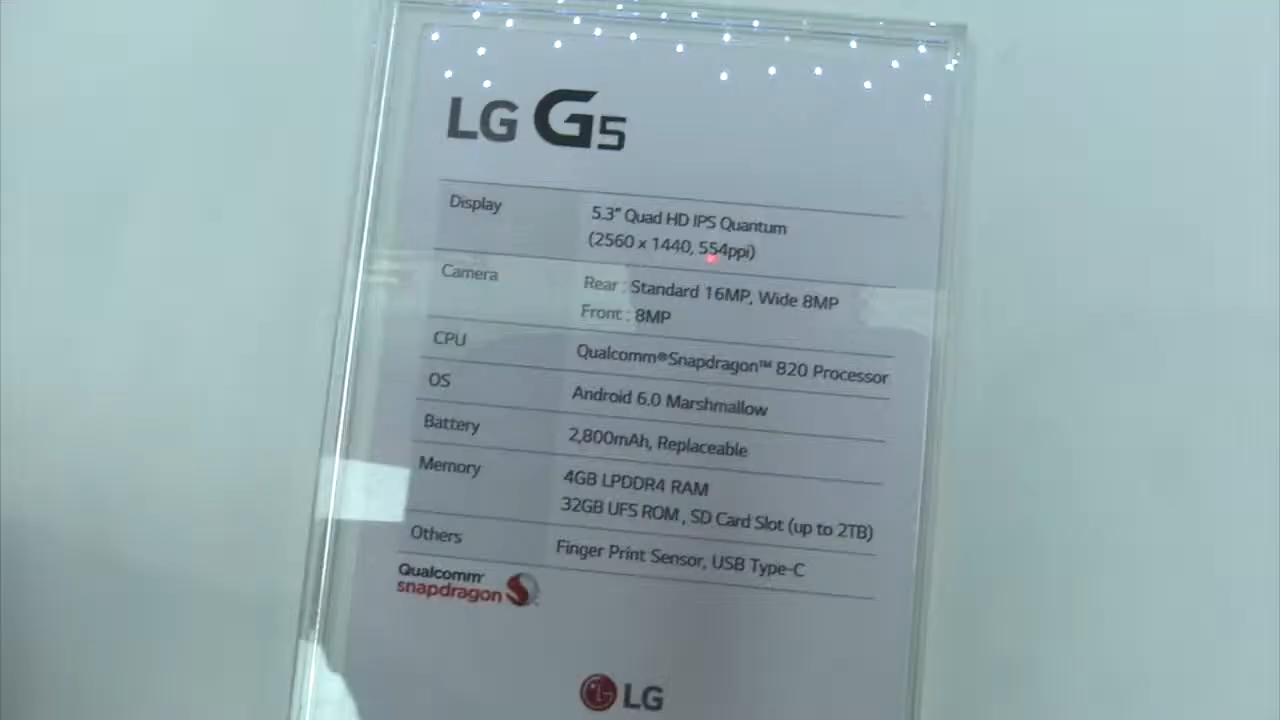 LG G5
Display
5.3" Quad HD IPS Quantum
(2560 x 1440, 554ppi)
Camera
Rear : Standard 16MP, Wide 8MP
Front : 8MP
CPU
Qualcomm® Snapdragon™ 820 Processor
OS
Android 6.0 Marshmallow
Battery
2,800mAh, Replaceable
Memory
4GB LPDDR4 RAM
32GB UFS ROM , SD Card Slot (up to 2TB)
Others
Finger Print Sensor, USB Type-C
Qualcomm
snapdragon
LG